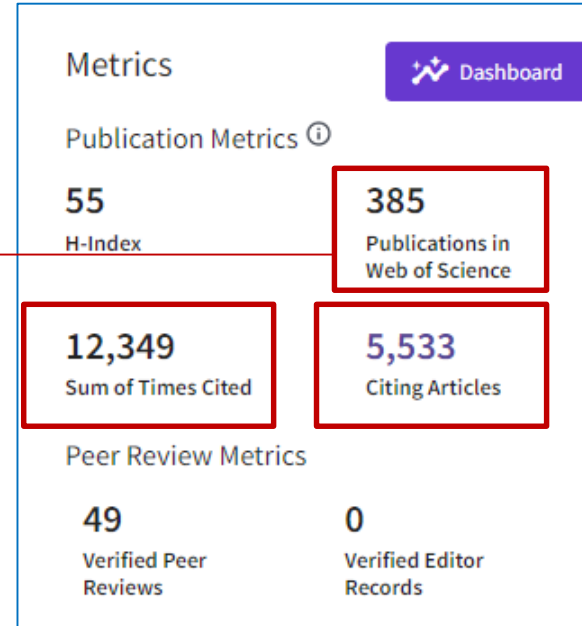 Metrics
Dashboard
Publication Metrics
55
H-Index
385
Publications in
Web of Science
12,349
Sum of Times Cited
5,533
Citing Articles
Peer Review Metrics
49
Verified Peer
Reviews
0
Verified Editor
Records